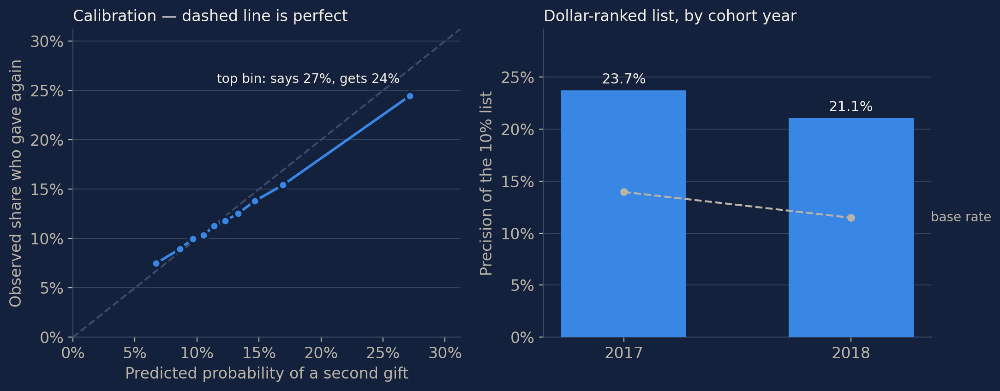 Calibration — dashed line is perfect
Observed share who gave again
30%
25%
20%
15%
10%
5%
0%
top bin: says 27%, gets 24%
0% 5% 10% 15% 20% 25% 30%
Predicted probability of a second gift
Dollar-ranked list, by cohort year
Precision of the 10% list
25%
20%
15%
10%
5%
0%
23.7%
21.1%
base rate
2017 2018